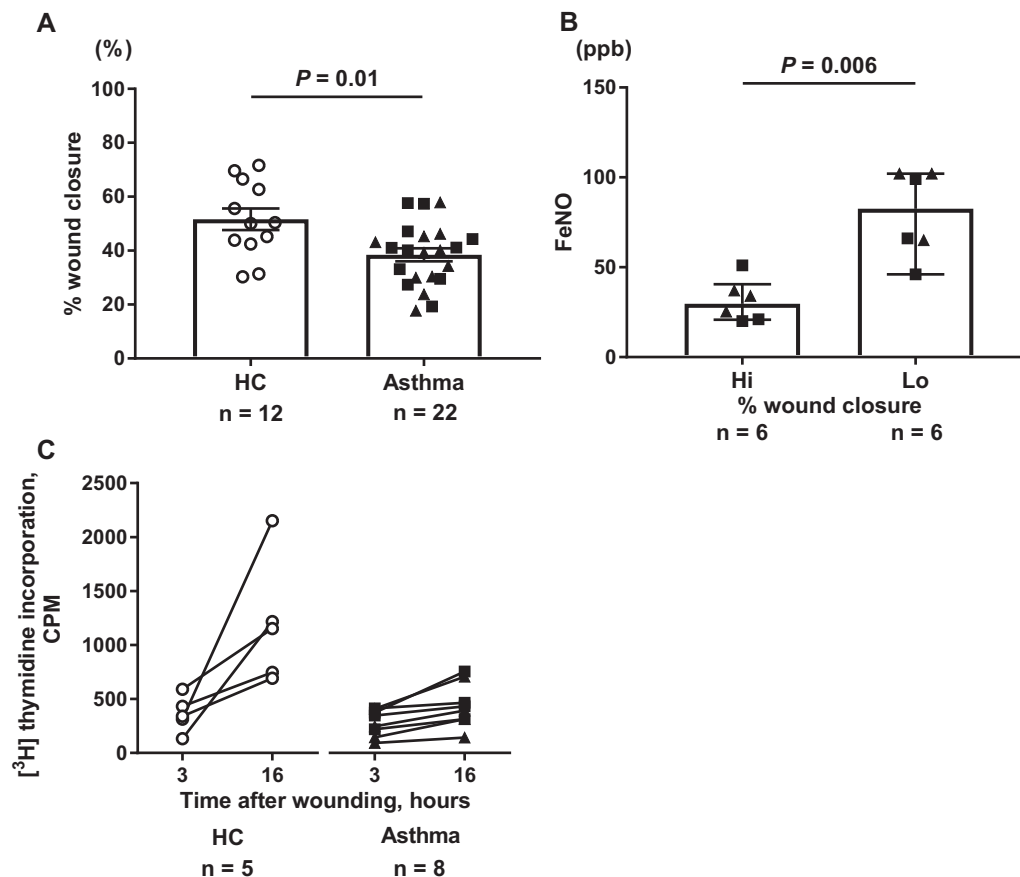 A
(%)
P = 0.01
100
80
60
40
20
0
% wound closure
HC
Asthma
n = 12
n = 22
B
(ppb)
P = 0.006
150
100
50
0
FeNO
Hi
Lo
% wound closure
n = 6
n = 6
C
2500
2000
1500
1000
500
0
[³H] thymidine incorporation,
CPM
3
16
3
16
Time after wounding, hours
HC
Asthma
n = 5
n = 8